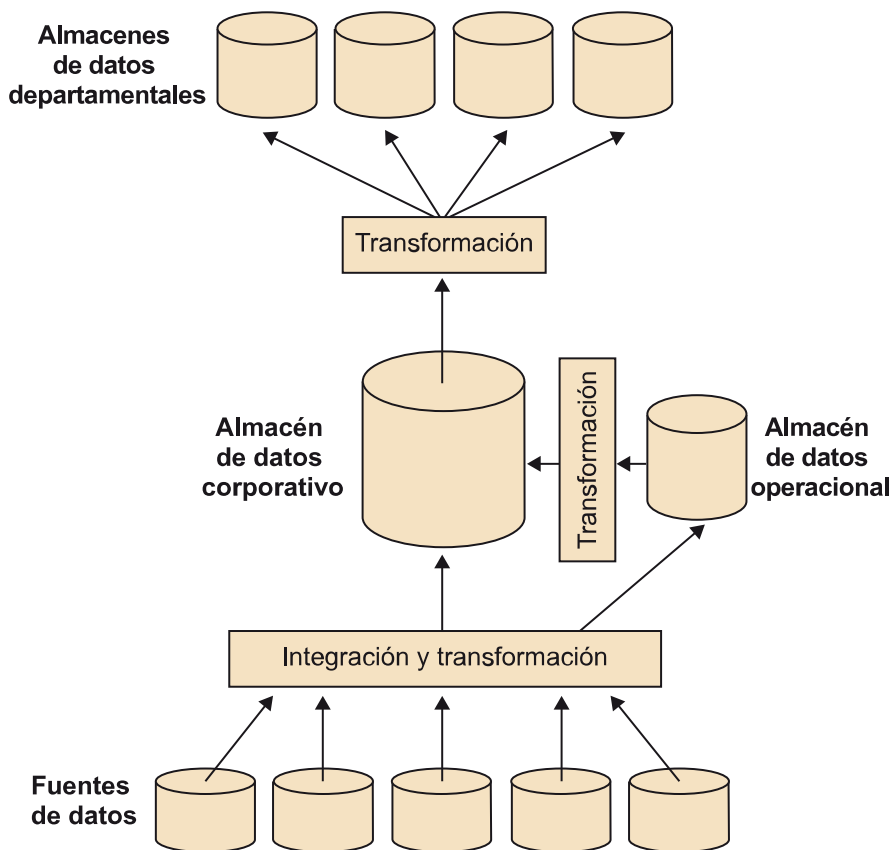 Almacenes
de datos
departamentales
Transformación
Almacén
de datos
corporativo
Transformación
Almacén
de datos
operacional
Integración y transformación
Fuentes
de datos